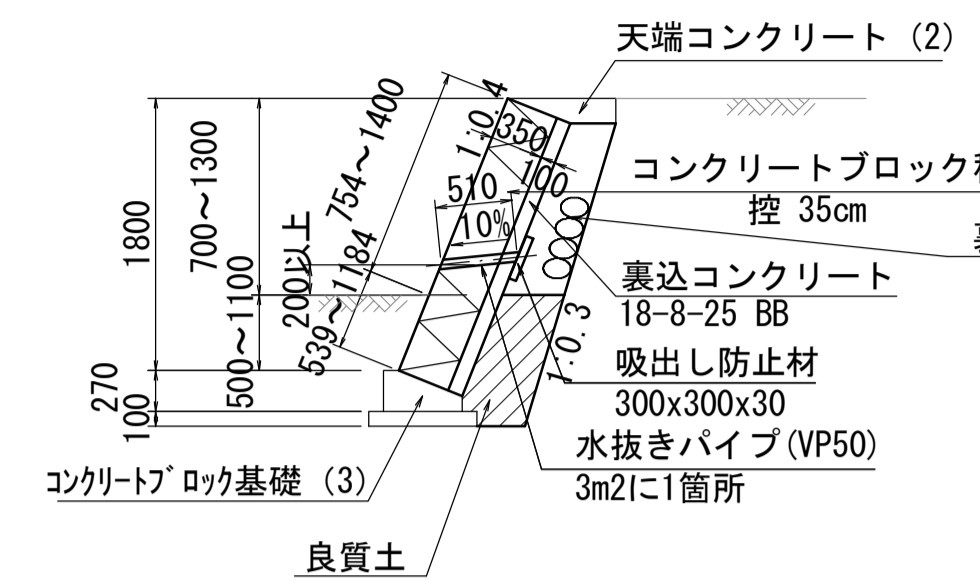 天端コンクリート (2)
754～1400
1:0.4
350
100
コンクリートブロック
控 35cm
700～1300
1800
510
10%
200以上
裏込コンクリート
18-8-25 BB
539～1184
500～1100
1:0.3
吸出し防止材
300x300x30
270
100
水抜きパイプ(VP50)
3m2に1箇所
コンクリートブロック基礎 (3)
良質土